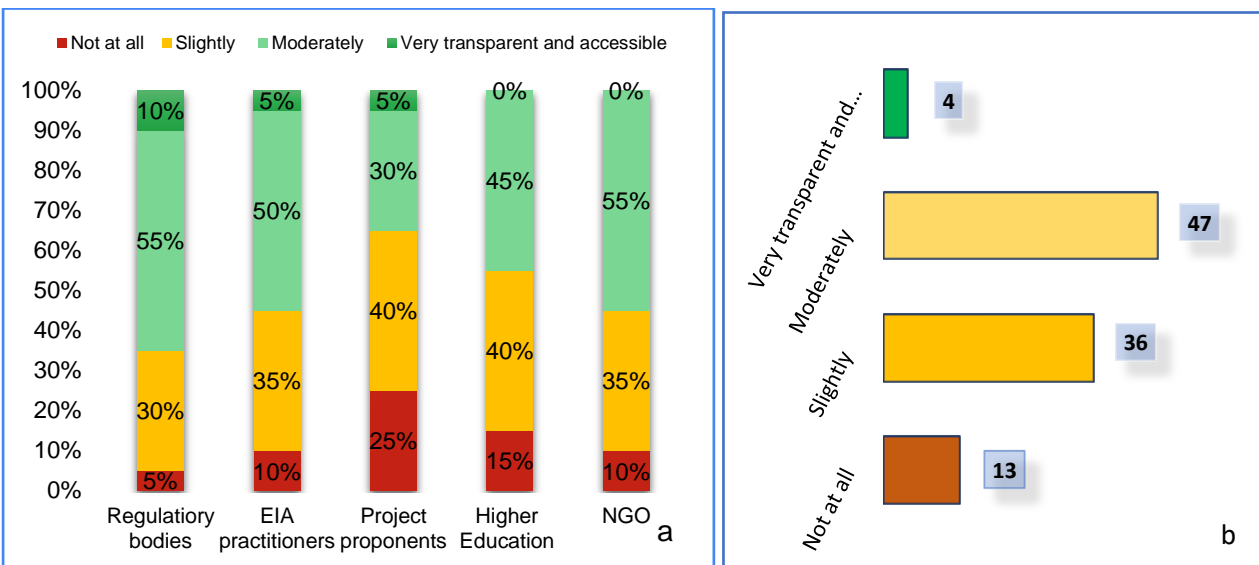 Not at all Slightly Moderately Very transparent and accessible
100%
90%
80%
70%
60%
50%
40%
30%
20%
10%
0%
10%
55%
30%
5%
5%
50%
35%
10%
5%
30%
40%
25%
0%
45%
40%
15%
0%
55%
35%
10%
Regulatiory
bodies
EIA
practitioners
Project
proponents
Higher
Education
NGO
a
Very transparent and...
4
Moderately
47
Slightly
36
Not at all
13
b